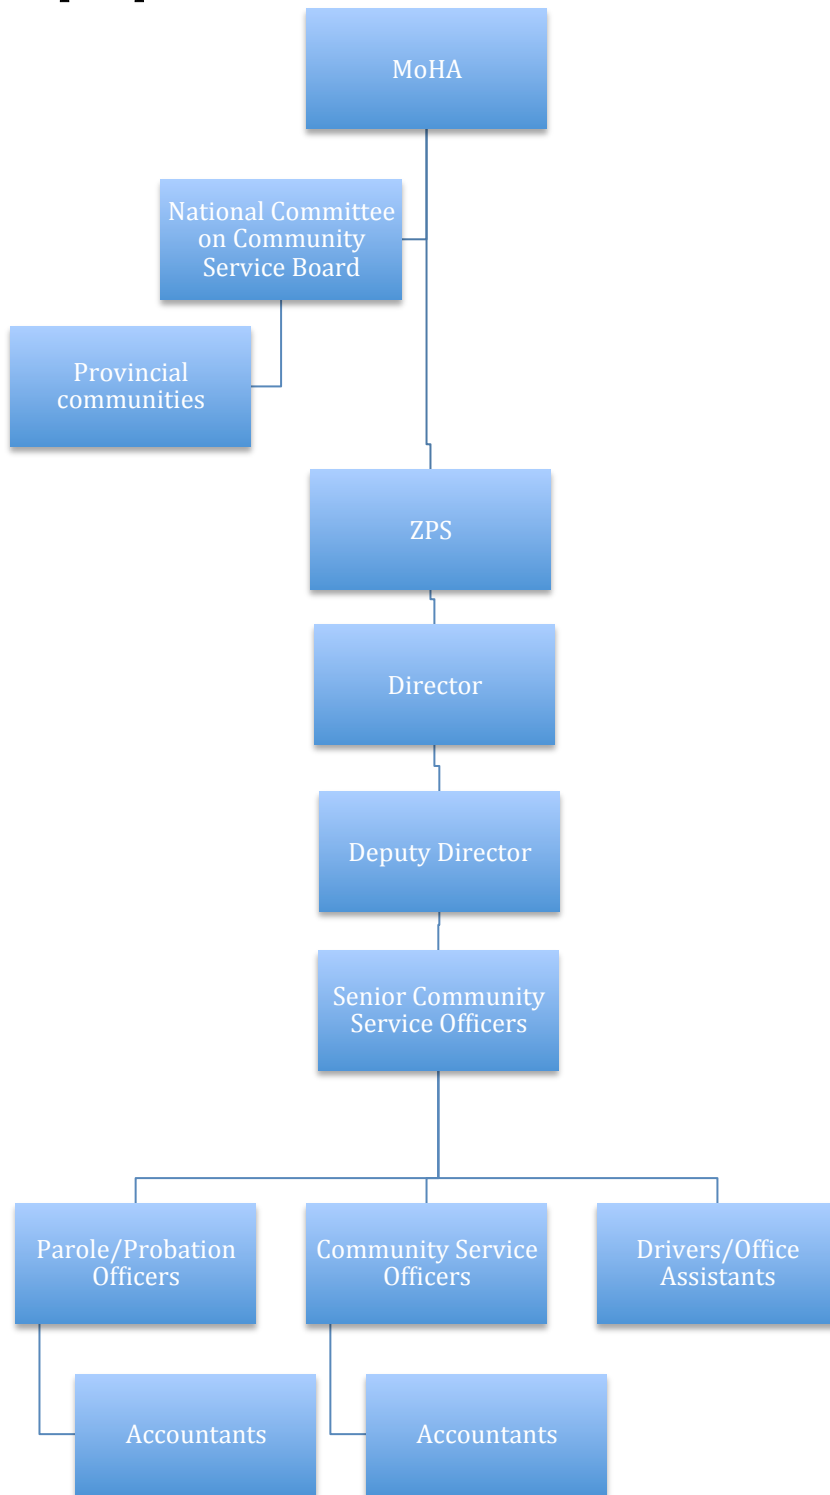 MoHA
National Committee
on Community
Service Board
Provincial
communities
ZPS
Director
Deputy Director
Senior Community
Service Officers
Parole/Probation
Officers
Community Service
Officers
Drivers/Office
Assistants
Accountants
Accountants